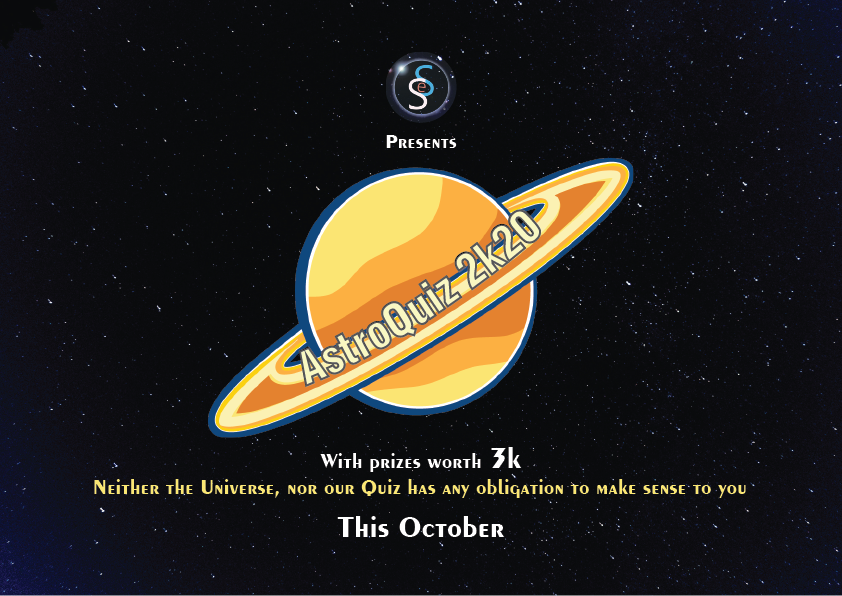 SeS
Presents
AstroQuiz 2k20
With prizes worth 3k
Neither the Universe, nor our Quiz has any obligation to make sense to you
This October